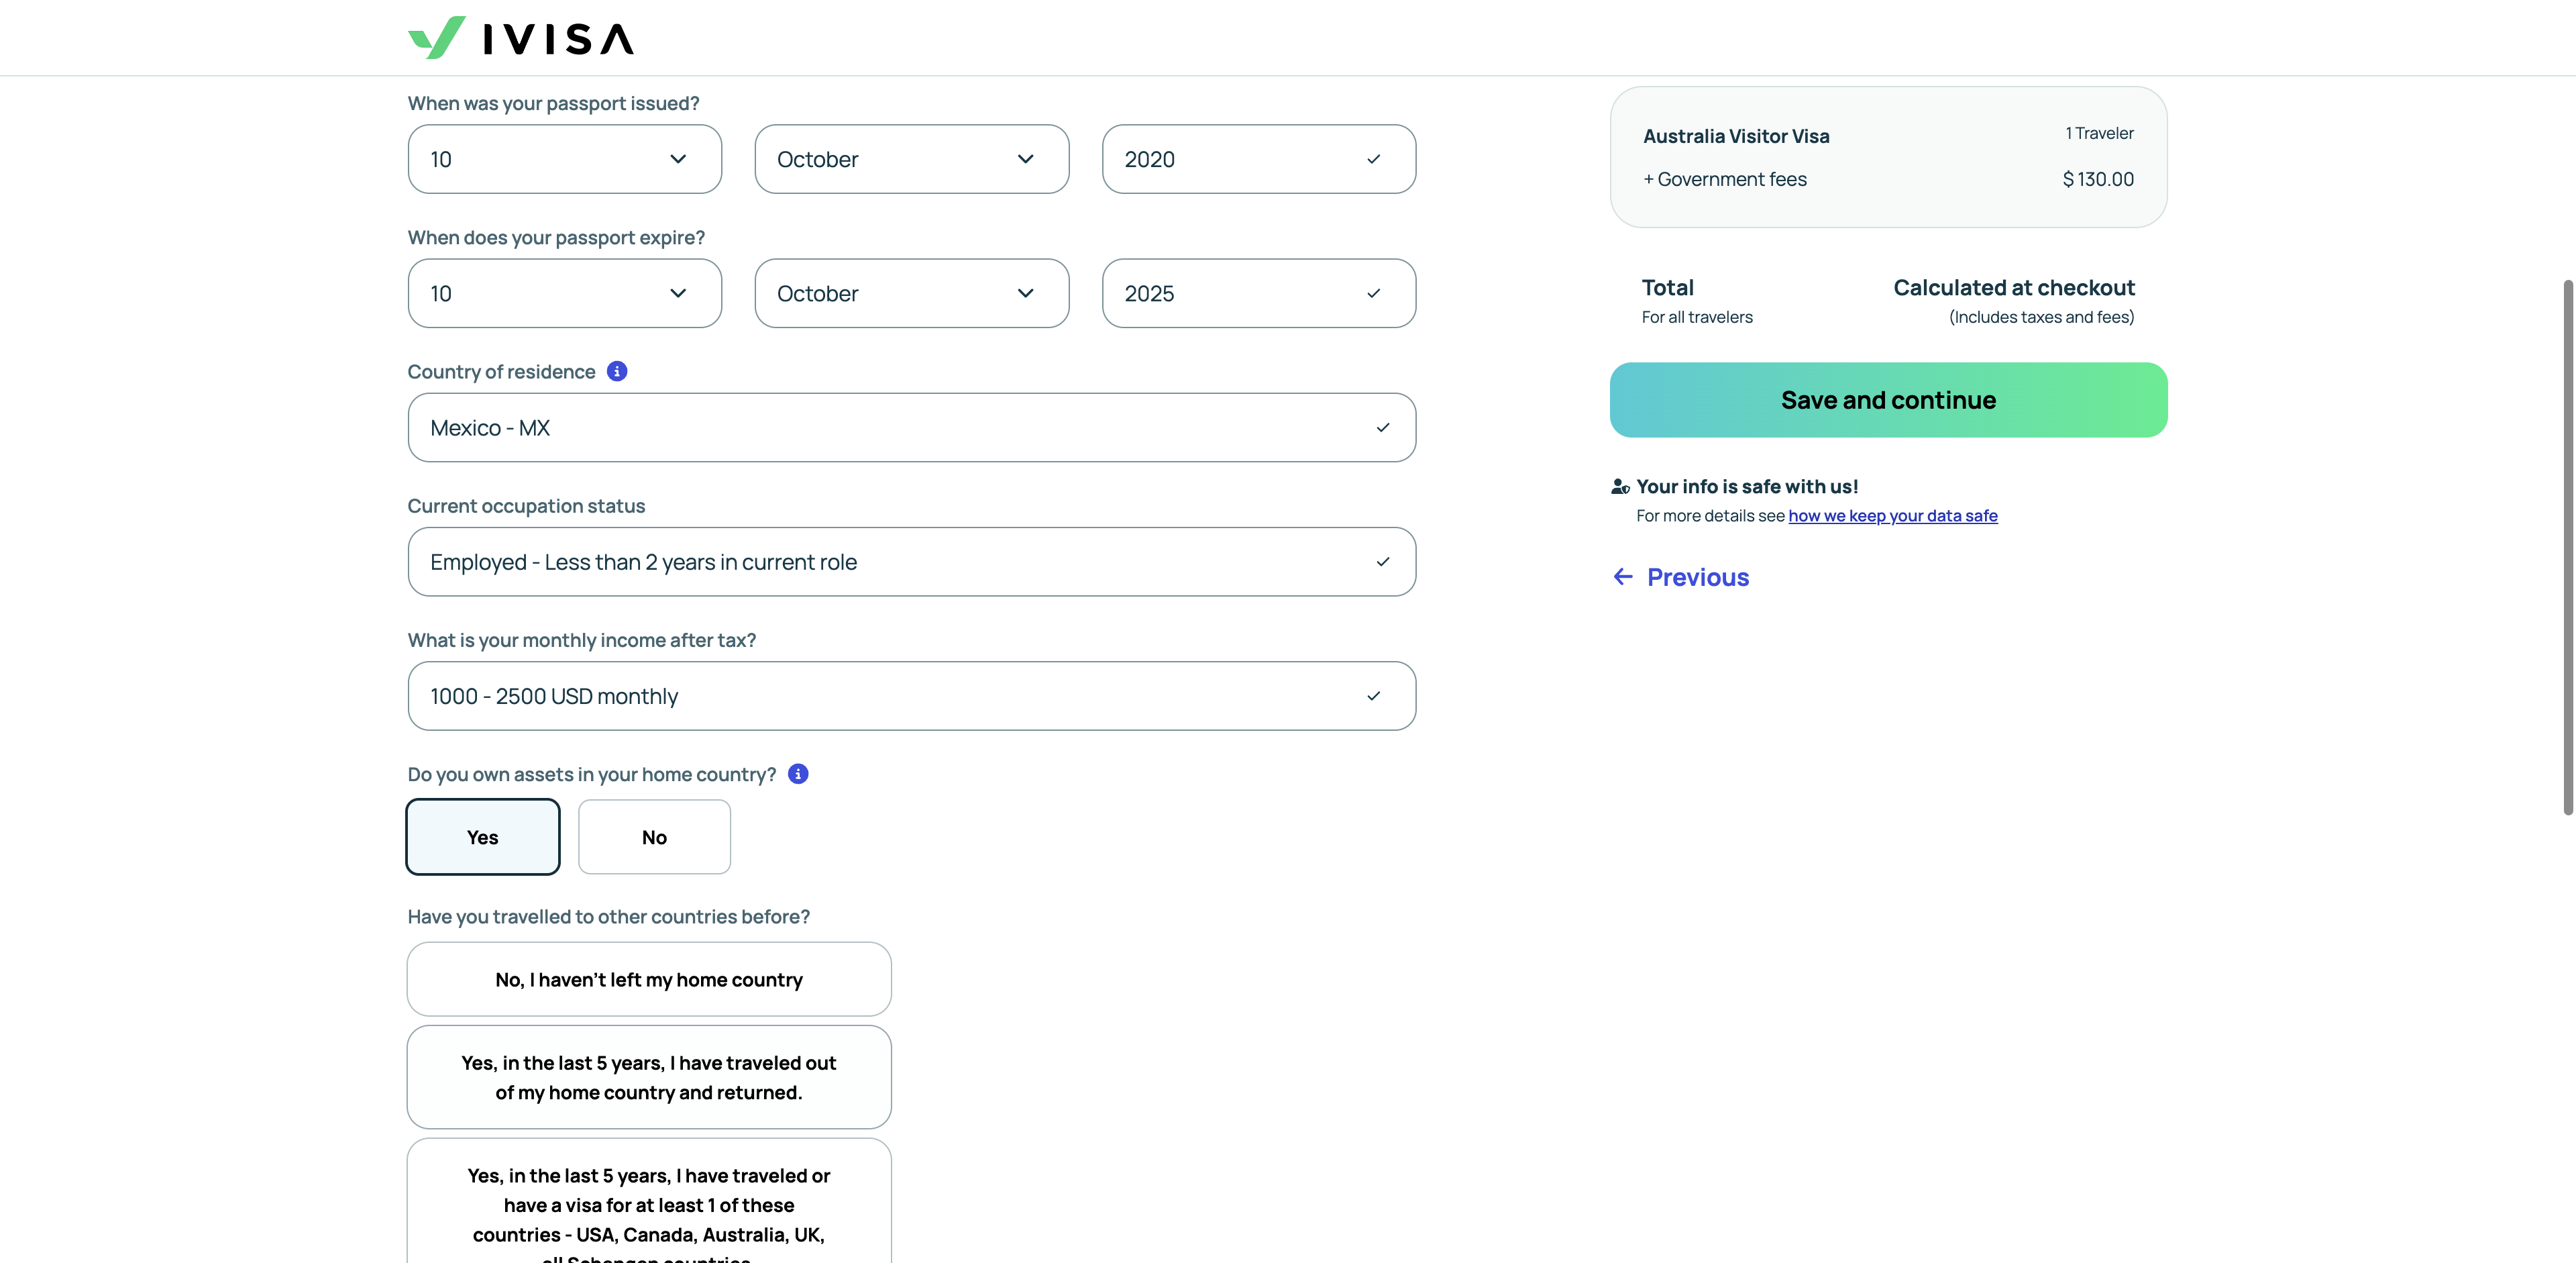 IVISA
When was your passport issued?
10
October
2020
When does your passport expire?
10
October
2025
Country of residence
Mexico - MX
Current occupation status
Employed - Less than 2 years in current role
What is your monthly income after tax?
1000 - 2500 USD monthly
Do you own assets in your home country?
Yes
No
Have you travelled to other countries before?
No, I haven't left my home country
Yes, in the last 5 years, I have traveled out
of my home country and returned.
Yes, in the last 5 years, I have traveled or
have a visa for at least 1 of these
countries - USA, Canada, Australia, UK,
all Schengen countries
Australia Visitor Visa
1 Traveler
+ Government fees
$ 130.00
Total
Calculated at checkout
For all travelers
(Includes taxes and fees)
Save and continue
Your info is safe with us!
For more details see how we keep your data safe
Previous